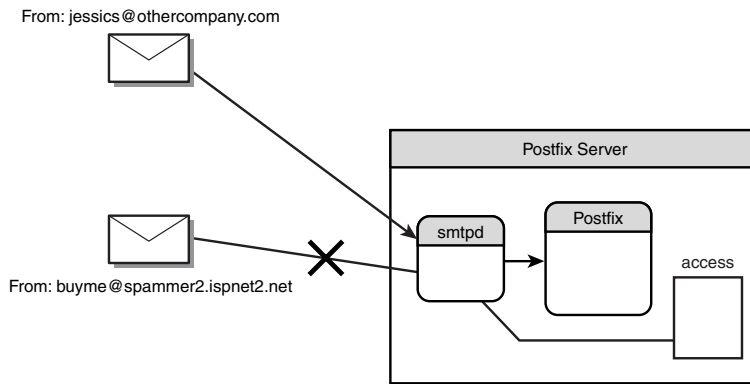 From: jessics@othercompany.com
Postfix Server
smtpd
Postfix
access
From: buyme@spammer2.ispnet2.net